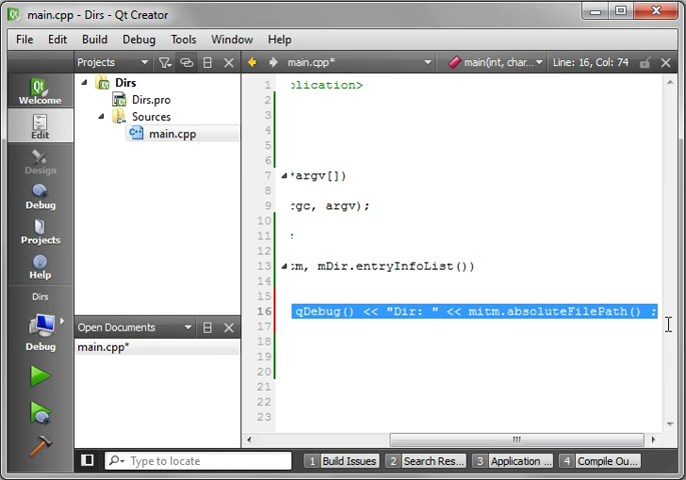 main.cpp - Dirs - Qt Creator
File Edit Build Debug Tools Window Help
Projects main.cpp* main(int, char... Line: 16, Col: 74
Welcome
Edit
Design
Debug
Projects
Help
Dirs
Debug
Dirs
Dirs.pro
Sources
main.cpp
Open Documents
main.cpp*
1 plication>
2
3
4
5
6
7 *argv[])
8
9 rgc, argv);
10
11 ;
12
13 tm, mDir.entryInfoList())
14
15
16 qDebug() << "Dir: " << mitm.absoluteFilePath() ;
17
18
19
20
21
22
23
Type to locate 1 Build Issues 2 Search Res... 3 Application ... 4 Compile Ou...